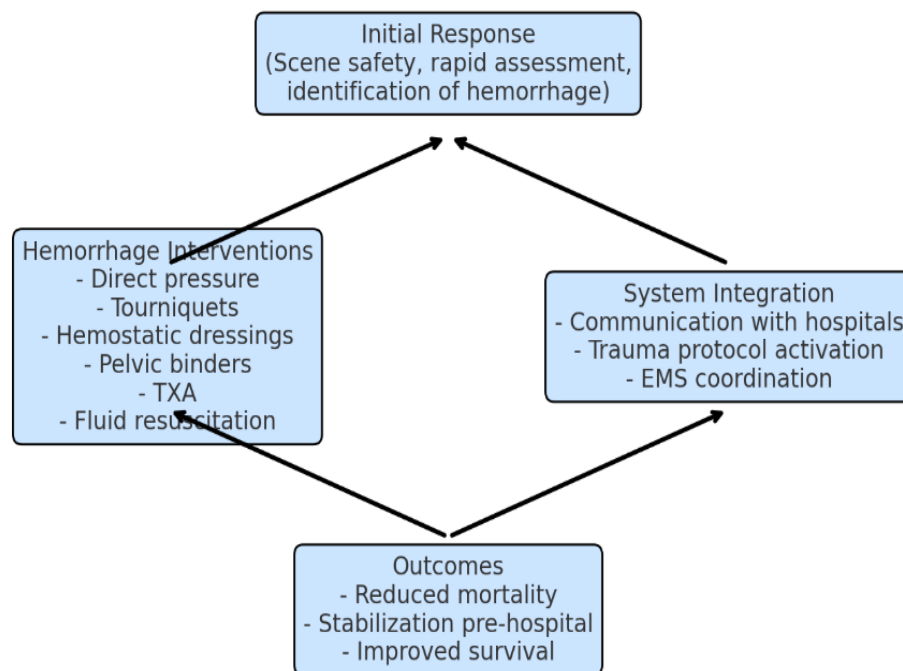 Initial Response
(Scene safety, rapid assessment,
identification of hemorrhage)
Hemorrhage Interventions
- Direct pressure
- Tourniquets
- Hemostatic dressings
- Pelvic binders
- TXA
- Fluid resuscitation
System Integration
- Communication with hospitals
- Trauma protocol activation
- EMS coordination
Outcomes
- Reduced mortality
- Stabilization pre-hospital
- Improved survival